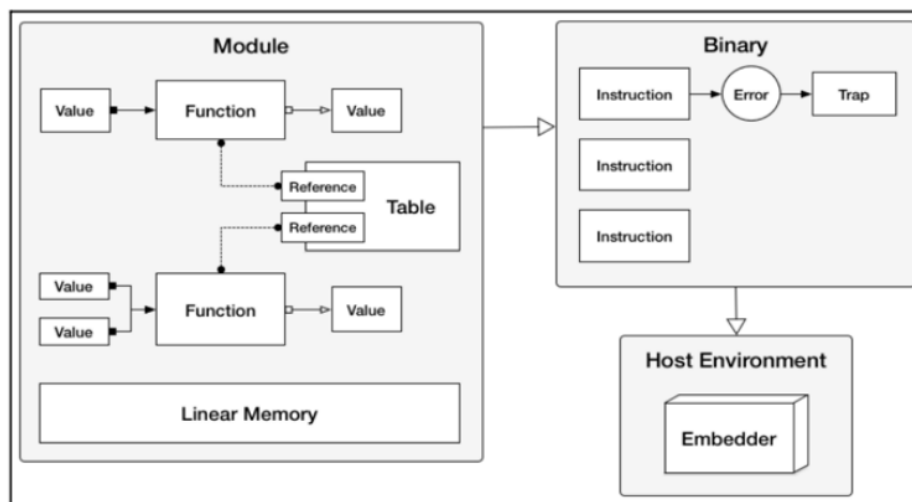 Module
Value
Function
Value
Reference
Table
Reference
Value
Value
Function
Value
Linear Memory
Binary
Instruction
Error
Trap
Instruction
Instruction
Host Environment
Embedder